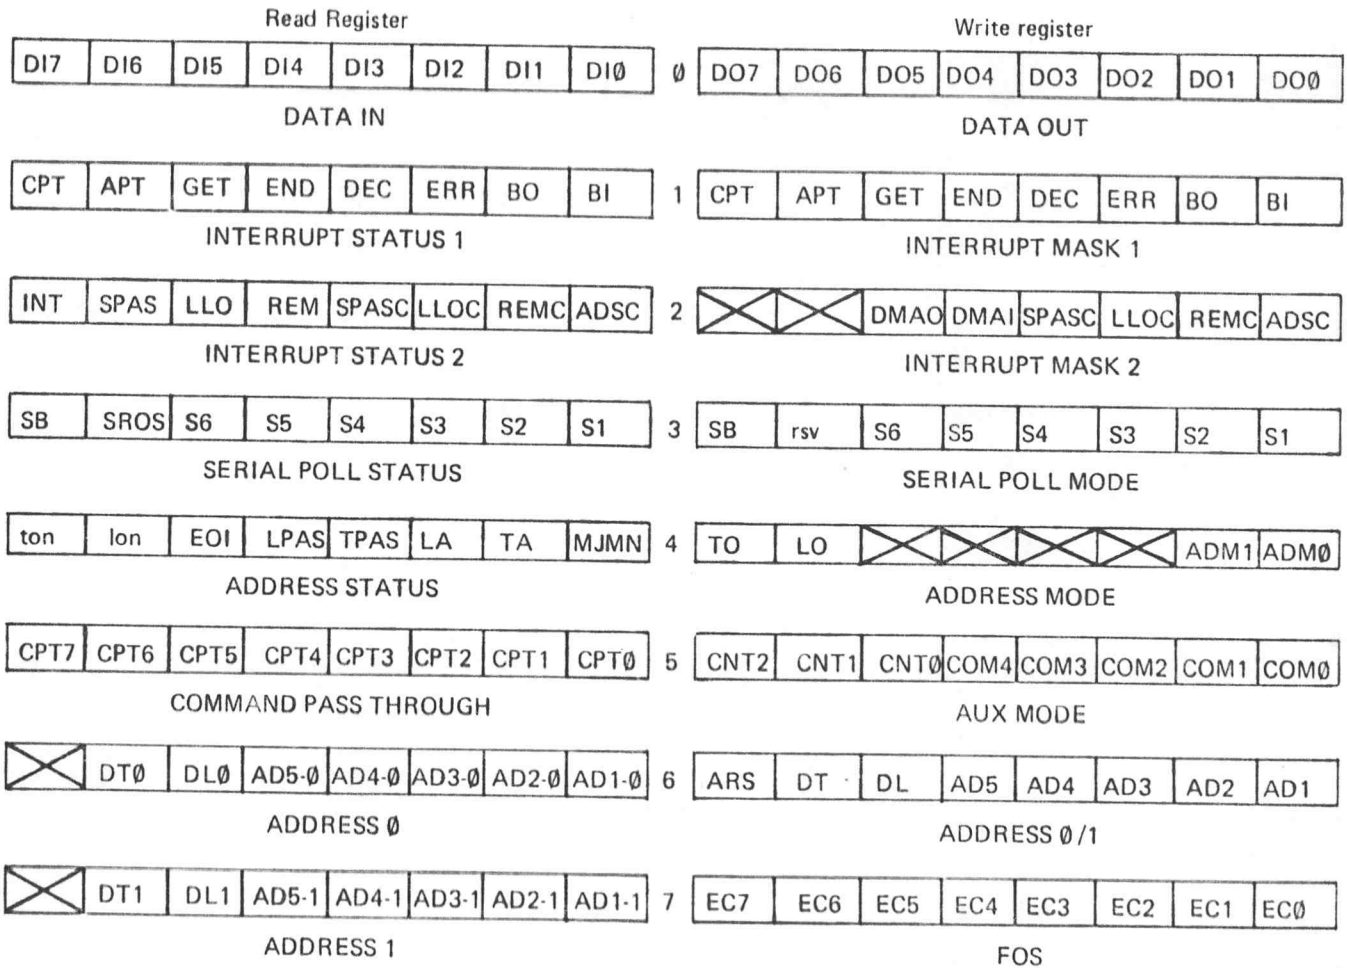 Read Register Write register
DI7 DI6 DI5 DI4 DI3 DI2 DI1 DIØ Ø DO7 DO6 DO5 DO4 DO3 DO2 DO1 DOØ
DATA IN DATA OUT
CPT APT GET END DEC ERR BO BI 1 CPT APT GET END DEC ERR BO BI
INTERRUPT STATUS 1 INTERRUPT MASK 1
INT SPAS LLO REM SPASC LLOC REMC ADSC 2 DMAO DMAI SPASC LLOC REMC ADSC
INTERRUPT STATUS 2 INTERRUPT MASK 2
SB SROS S6 S5 S4 S3 S2 S1 3 SB rsv S6 S5 S4 S3 S2 S1
SERIAL POLL STATUS SERIAL POLL MODE
ton lon EOI LPAS TPAS LA TA MJMN 4 TO LO ADM1 ADMØ
ADDRESS STATUS ADDRESS MODE
CPT7 CPT6 CPT5 CPT4 CPT3 CPT2 CPT1 CPTØ 5 CNT2 CNT1 CNTØ COM4 COM3 COM2 COM1 COMØ
COMMAND PASS THROUGH AUX MODE
DTØ DLØ AD5-Ø AD4-Ø AD3-Ø AD2-Ø AD1-Ø 6 ARS DT DL AD5 AD4 AD3 AD2 AD1
ADDRESS Ø ADDRESS Ø/1
DT1 DL1 AD5-1 AD4-1 AD3-1 AD2-1 AD1-1 7 EC7 EC6 EC5 EC4 EC3 EC2 EC1 ECØ
ADDRESS 1 FOS